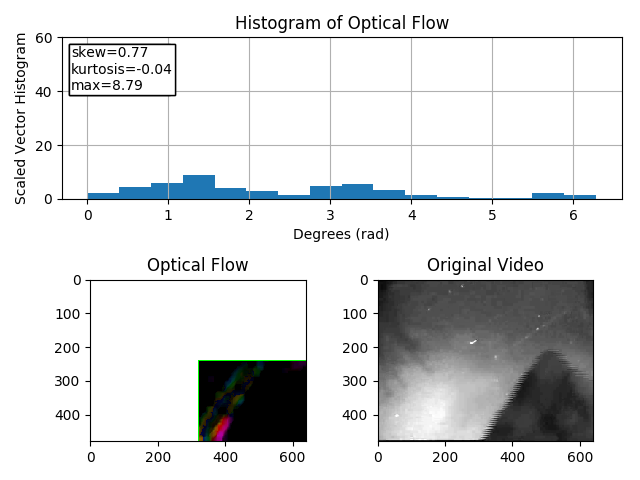 Histogram of Optical Flow
skew=0.77
kurtosis=-0.04
max=8.79
Scaled Vector Histogram
60
40
20
0
0 1 2 3 4 5 6
Degrees (rad)
Optical Flow
0
100
200
300
400
0 200 400 600
Original Video
0
100
200
300
400
0 200 400 600